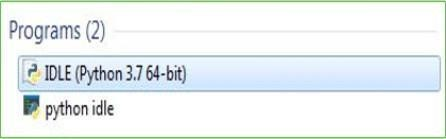 Programs (2)
IDLE (Python 3.7 64-bit)
python idle